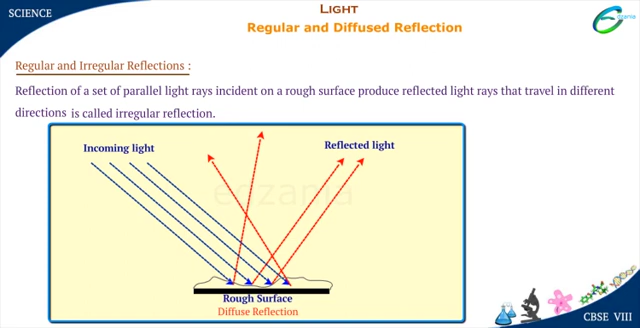 SCIENCE
LIGHT
Regular and Diffused Reflection
Edzania
Regular and Irregular Reflections :
Reflection of a set of parallel light rays incident on a rough surface produce reflected light rays that travel in different
directions is called irregular reflection.
Incoming light
Reflected light
edzania
Rough Surface
Diffuse Reflection
CBSE VIII